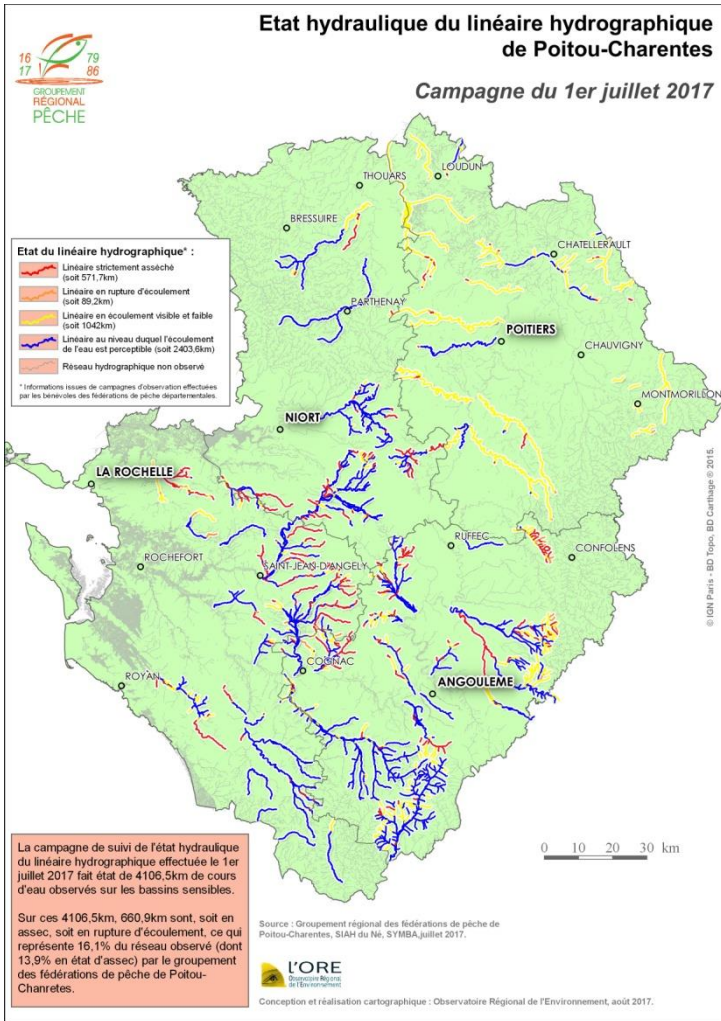 Etat hydraulique du linéaire hydrographique
de Poitou-Charentes
Campagne du 1er juillet 2017
16 79
17 86
GROUPEMENT
RÉGIONAL
PÊCHE
LOUDUN
THOUARS
BRESSUIRE
CHATELLERAULT
Etat du linéaire hydrographique* :
Linéaire strictement asséché
(soit 571,7km)
Linéaire en rupture d'écoulement
(soit 89,2km)
Linéaire en écoulement visible et faible
(soit 1042km)
Linéaire au niveau duquel l'écoulement
de l'eau est perceptible (soit 2403,6km)
Réseau hydrographique non observé
* Informations issues de campagnes d'observation effectuées
par les bénévoles des fédérations de pêche départementales.
PARTHENAY
POITIERS
CHAUVIGNY
MONTMORILLON
NIORT
LA ROCHELLE
RUFFEC
CONFOLENS
ROCHEFORT
SAINT-JEAN-D'ANGELY
COGNAC
ROYAN
ANGOULEME
© IGN Paris - BD Topo, BD Carthage ® 2015.
La campagne de suivi de l'état hydraulique
du linéaire hydrographique effectuée le 1er
juillet 2017 fait état de 4106,5km de cours
d'eau observés sur les bassins sensibles.
Sur ces 4106,5km, 660,9km sont, soit en
assec, soit en rupture d'écoulement, ce qui
représente 16,1% du réseau observé (dont
13,9% en état d'assec) par le groupement
des fédérations de pêche de Poitou-
Chanretes.
0 10 20 30 km
Source : Groupement régional des fédérations de pêche de
Poitou-Charentes, SIAH du Né, SYMBA,juillet 2017.
L'ORE
Observatoire Régional
de l'Environnement
Conception et réalisation cartographique : Observatoire Régional de l'Environnement, août 2017.